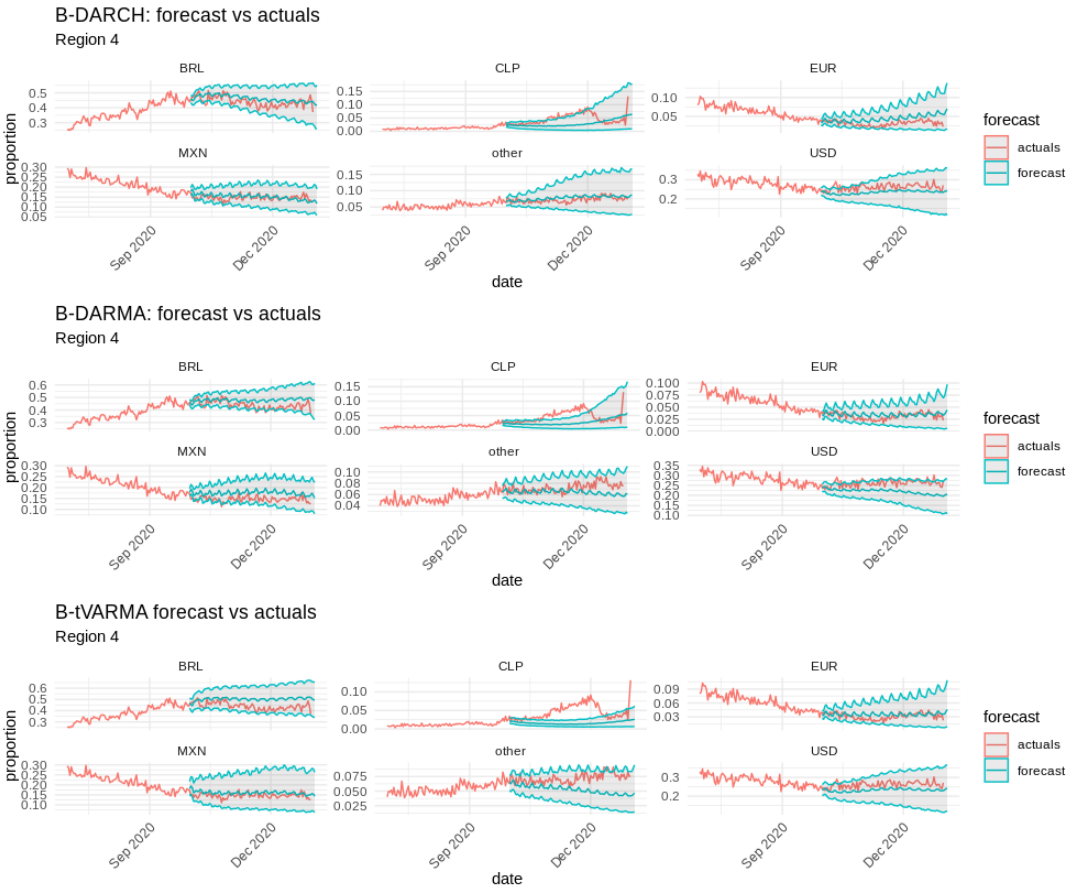 B-DARCH: forecast vs actuals
Region 4
BRL CLP EUR
0.5 0.4 0.3
0.15 0.10 0.05 0.00
0.10 0.05
MXN other USD
0.30 0.25 0.20 0.15 0.10 0.05
0.15 0.10 0.05
0.3 0.2
Sep 2020 Dec 2020 Sep 2020 Dec 2020 Sep 2020 Dec 2020
date
proportion
forecast
actuals
forecast
B-DARMA: forecast vs actuals
Region 4
BRL CLP EUR
0.6 0.5 0.4 0.3
0.15 0.10 0.05 0.00
0.100 0.075 0.050 0.025 0.000
MXN other USD
0.30 0.25 0.20 0.15 0.10
0.10 0.08 0.06 0.04
0.35 0.30 0.25 0.20 0.15 0.10
Sep 2020 Dec 2020 Sep 2020 Dec 2020 Sep 2020 Dec 2020
date
proportion
forecast
actuals
forecast
B-tVARMA forecast vs actuals
Region 4
BRL CLP EUR
0.6 0.5 0.4 0.3
0.10 0.05 0.00
0.09 0.06 0.03
MXN other USD
0.30 0.25 0.20 0.15 0.10
0.075 0.050 0.025
0.3 0.2
Sep 2020 Dec 2020 Sep 2020 Dec 2020 Sep 2020 Dec 2020
date
proportion
forecast
actuals
forecast